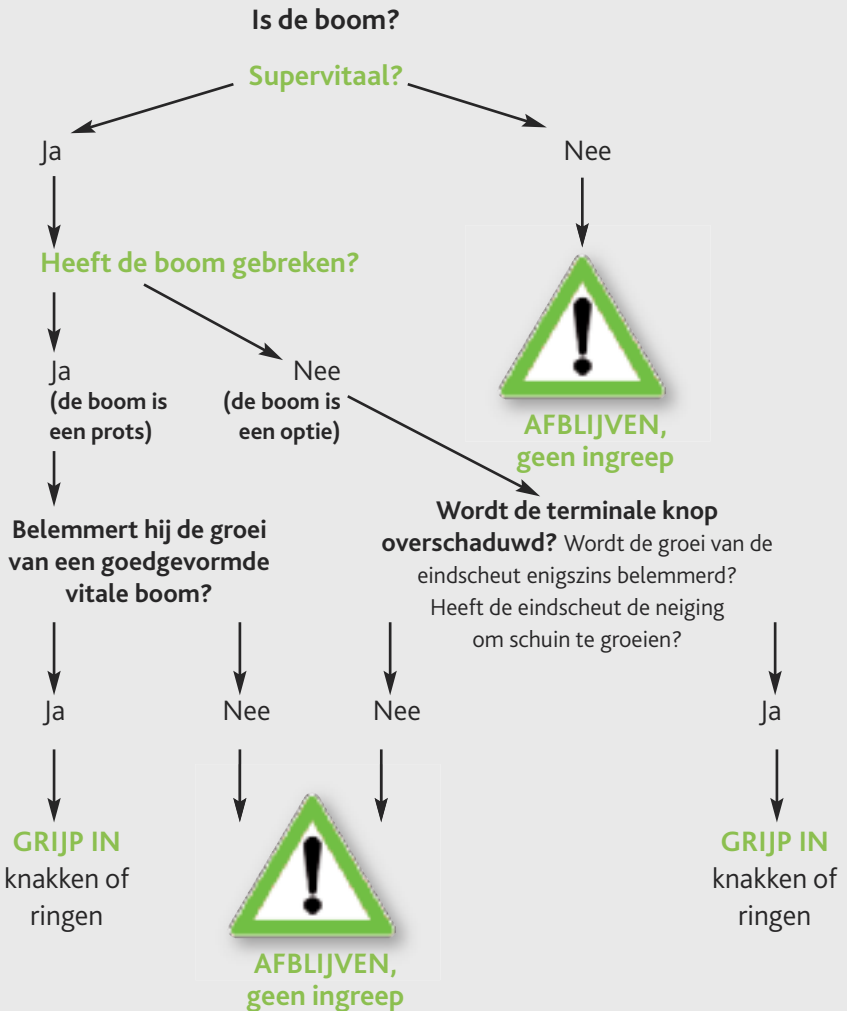 Is de boom?
Supervitaal?
Ja
Nee
Heeft de boom gebreken?
AFBLIJVEN,
geen ingreep
Ja
(de boom is
een prots)
Nee
(de boom is
een optie)
Belemmert hij de groei
van een goedgevormde
vitale boom?
Wordt de terminale knop
overschaduwd? Wordt de groei van de
eindscheut enigszins belemmerd?
Heeft de eindscheut de neiging
om schuin te groeien?
Ja
Nee
Nee
Ja
GRIJP IN
knakken of
ringen
AFBLIJVEN,
geen ingreep
GRIJP IN
knakken of
ringen